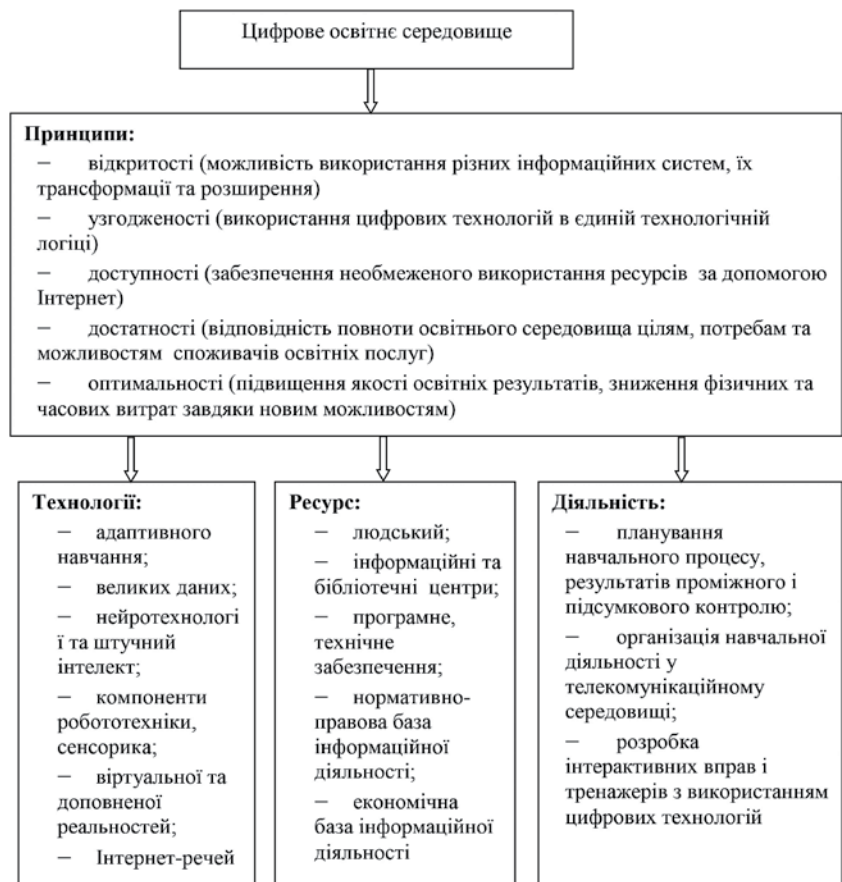 Цифрове освітнє середовище
Принципи:
– відкритості (можливість використання різних інформаційних систем, їх
трансформації та розширення)
– узгодженості (використання цифрових технологій в єдиній технологічній
логіці)
– доступності (забезпечення необмеженого використання ресурсів за допомогою
Інтернет)
– достатності (відповідність повноти освітнього середовища цілям, потребам та
можливостям споживачів освітніх послуг)
– оптимальності (підвищення якості освітніх результатів, зниження фізичних та
часових витрат завдяки новим можливостям)
Технології:
– адаптивного
навчання;
– великих даних;
– нейротехнологі
ї та штучний
інтелект;
– компоненти
робототехніки,
сенсорика;
– віртуальної та
доповненої
реальностей;
– Інтернет-речей
Ресурс:
– людський;
– інформаційні та
бібліотечні центри;
– програмне,
технічне
забезпечення;
– нормативно-
правова база
інформаційної
діяльності;
– економічна
база інформаційної
діяльності
Діяльність:
– планування
навчального процесу,
результатів проміжного і
підсумкового контролю;
– організація навчальної
діяльності у
телекомунікаційному
середовищі;
– розробка
інтерактивних вправ і
тренажерів з використанням
цифрових технологій